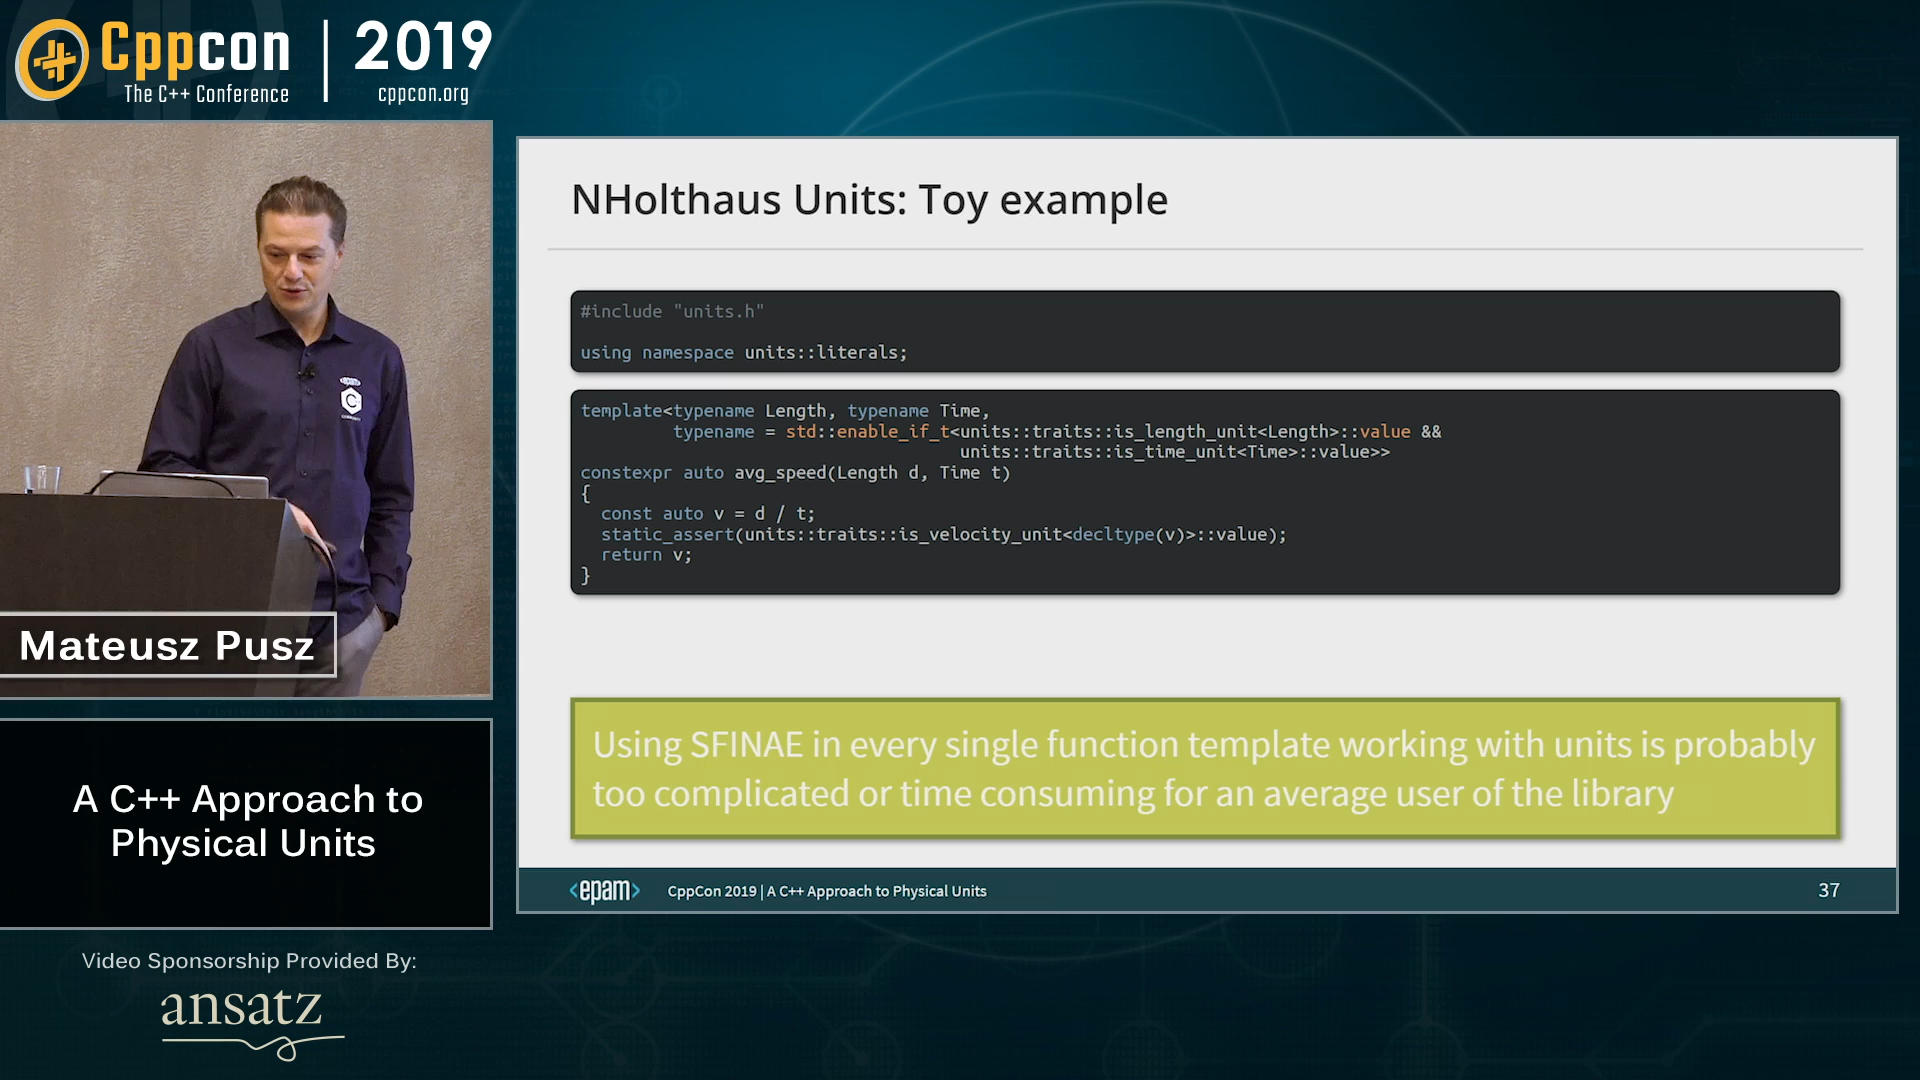 Cppcon
The C++ Conference
2019
cppcon.org
epam
C
Mateusz Pusz
A C++ Approach to
Physical Units
Video Sponsorship Provided By:
ansatz
NHolthaus Units: Toy example
#include "units.h"
using namespace units::literals;
template<typename Length, typename Time,
typename = std::enable_if_t<units::traits::is_length_unit<Length>::value &&
units::traits::is_time_unit<Time>::value>>
constexpr auto avg_speed(Length d, Time t)
{
const auto v = d / t;
static_assert(units::traits::is_velocity_unit<decltype(v)>::value);
return v;
}
Using SFINAE in every single function template working with units is probably
too complicated or time consuming for an average user of the library
<epam>
CppCon 2019 | A C++ Approach to Physical Units
37